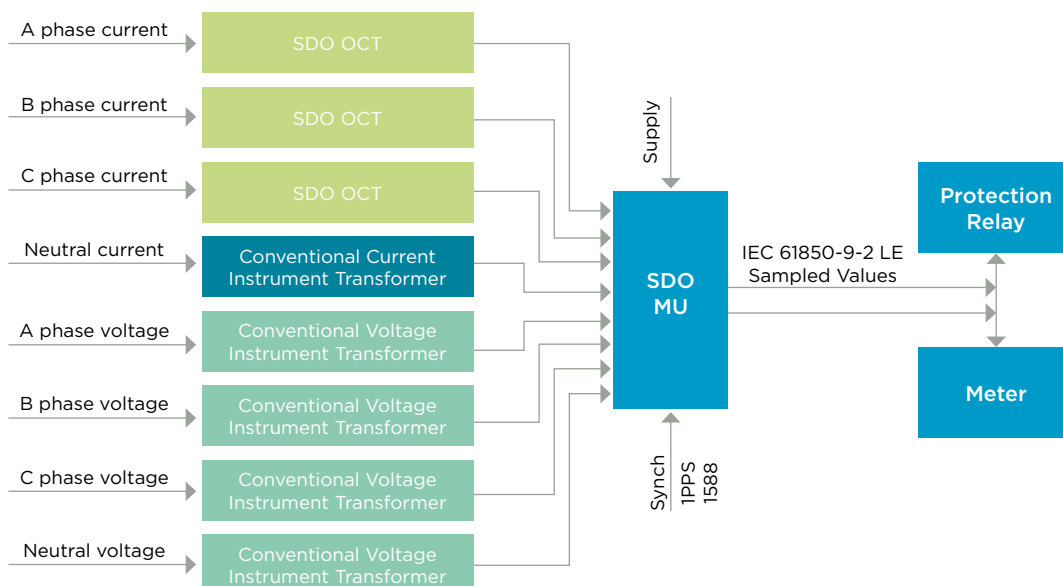 A phase current
SDO OCT
B phase current
SDO OCT
C phase current
SDO OCT
Neutral current
Conventional Current
Instrument Transformer
A phase voltage
Conventional Voltage
Instrument Transformer
B phase voltage
Conventional Voltage
Instrument Transformer
C phase voltage
Conventional Voltage
Instrument Transformer
Neutral voltage
Conventional Voltage
Instrument Transformer
Supply
SDO
MU
Synch
1PPS
1588
IEC 61850-9-2 LE
Sampled Values
Protection
Relay
Meter